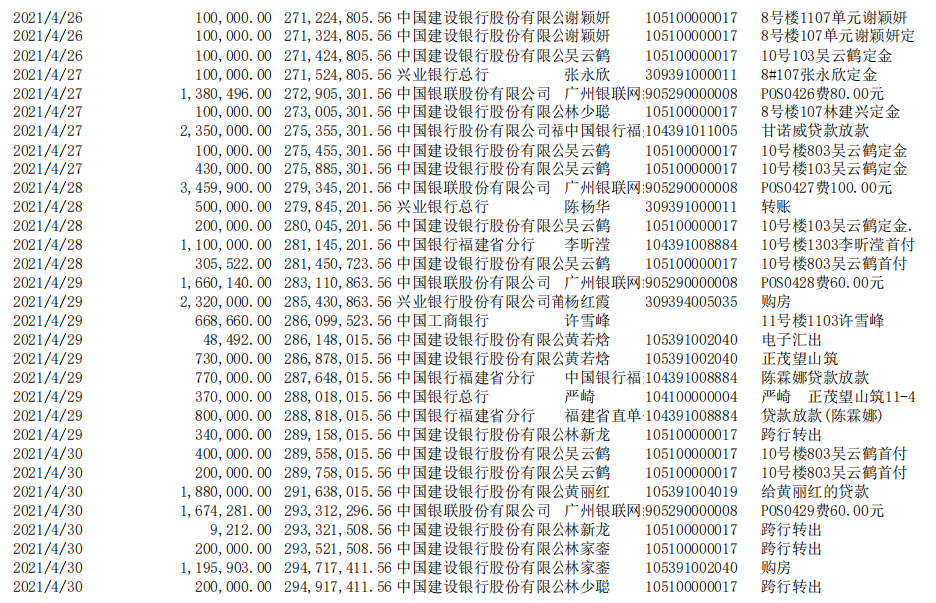 2021/4/26 100,000.00 271,224,805.56 中国建设银行股份有限公谢颖妍 105100000017 8号楼1107单元谢颖妍
2021/4/26 100,000.00 271,324,805.56 中国建设银行股份有限公谢颖妍 105100000017 8号楼107单元谢颖妍定
2021/4/26 100,000.00 271,424,805.56 中国建设银行股份有限公吴云鹤 105100000017 10号103吴云鹤定金
2021/4/27 100,000.00 271,524,805.56 兴业银行总行 张永欣 309391000011 8#107张永欣定金
2021/4/27 1,380,496.00 272,905,301.56 中国银联股份有限公司 广州银联网 905290000008 POS0426费80.00元
2021/4/27 100,000.00 273,005,301.56 中国建设银行股份有限公林少聪 105100000017 8号楼107林建兴定金
2021/4/27 2,350,000.00 275,355,301.56 中国银行股份有限公司福中国银行福 104391011005 甘诺威贷款放款
2021/4/27 100,000.00 275,455,301.56 中国建设银行股份有限公吴云鹤 105100000017 10号楼803吴云鹤定金
2021/4/27 430,000.00 275,885,301.56 中国建设银行股份有限公吴云鹤 105100000017 10号楼103吴云鹤定金
2021/4/28 3,459,900.00 279,345,201.56 中国银联股份有限公司 广州银联网 905290000008 POS0427费100.00元
2021/4/28 500,000.00 279,845,201.56 兴业银行总行 陈杨华 309391000011 转账
2021/4/28 200,000.00 280,045,201.56 中国建设银行股份有限公吴云鹤 105100000017 10号楼103吴云鹤定金.
2021/4/28 1,100,000.00 281,145,201.56 中国银行福建省分行 李昕滢 104391008884 10号楼1303李昕滢首付
2021/4/28 305,522.00 281,450,723.56 中国建设银行股份有限公吴云鹤 105100000017 10号楼803吴云鹤首付
2021/4/29 1,660,140.00 283,110,863.56 中国银联股份有限公司 广州银联网 905290000008 POS0428费60.00元
2021/4/29 2,320,000.00 285,430,863.56 兴业银行股份有限公司莆杨红霞 309394005035 购房
2021/4/29 668,660.00 286,099,523.56 中国工商银行 许雪峰 11号楼1103许雪峰
2021/4/29 48,492.00 286,148,015.56 中国建设银行股份有限公黄若焓 105391002040 电子汇出
2021/4/29 730,000.00 286,878,015.56 中国建设银行股份有限公黄若焓 105391002040 正茂望山筑
2021/4/29 770,000.00 287,648,015.56 中国银行福建省分行 中国银行福 104391008884 陈霖娜贷款放款
2021/4/29 370,000.00 288,018,015.56 中国银行总行 严崎 104100000004 严崎 正茂望山筑11-4
2021/4/29 800,000.00 288,818,015.56 中国银行福建省分行 福建省直单 104391008884 贷款放款(陈霖娜)
2021/4/29 340,000.00 289,158,015.56 中国建设银行股份有限公林新龙 105100000017 跨行转出
2021/4/30 400,000.00 289,558,015.56 中国建设银行股份有限公吴云鹤 105100000017 10号楼803吴云鹤首付
2021/4/30 200,000.00 289,758,015.56 中国建设银行股份有限公吴云鹤 105100000017 10号楼803吴云鹤首付
2021/4/30 1,880,000.00 291,638,015.56 中国建设银行股份有限公黄丽红 105391004019 给黄丽红的贷款
2021/4/30 1,674,281.00 293,312,296.56 中国银联股份有限公司 广州银联网 905290000008 POS0429费60.00元
2021/4/30 9,212.00 293,321,508.56 中国建设银行股份有限公林新龙 105100000017 跨行转出
2021/4/30 200,000.00 293,521,508.56 中国建设银行股份有限公林家銮 105100000017 跨行转出
2021/4/30 1,195,903.00 294,717,411.56 中国建设银行股份有限公林家銮 105391002040 购房
2021/4/30 200,000.00 294,917,411.56 中国建设银行股份有限公林少聪 105100000017 跨行转出